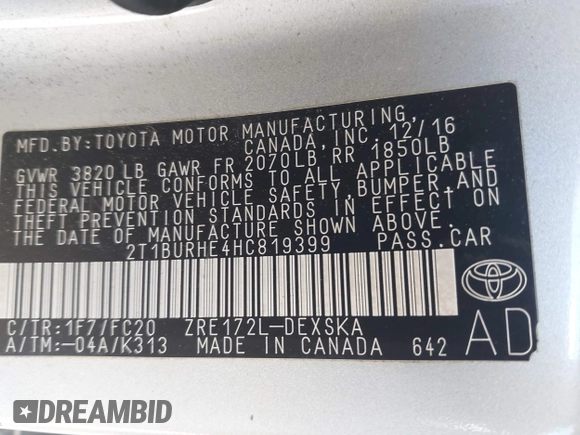 MFD.BY:TOYOTA MOTOR MANUFACTURING,
CANADA,INC. 12/16
GVWR 3820 LB GAWR FR 2070LB RR 1850LB
THIS VEHICLE CONFORMS TO ALL APPLICABLE
FEDERAL MOTOR VEHICLE SAFETY,BUMPER,AND
THEFT PREVENTION STANDARDS IN EFFECT ON
THE DATE OF MANUFACTURE SHOWN ABOVE.
2T1BURHE4HC819399 PASS.CAR
C/TR:1F7/FC20 ZRE172L-DEXSKA
A/TM:-04A/K313 MADE IN CANADA 642
AD
DREAMBID